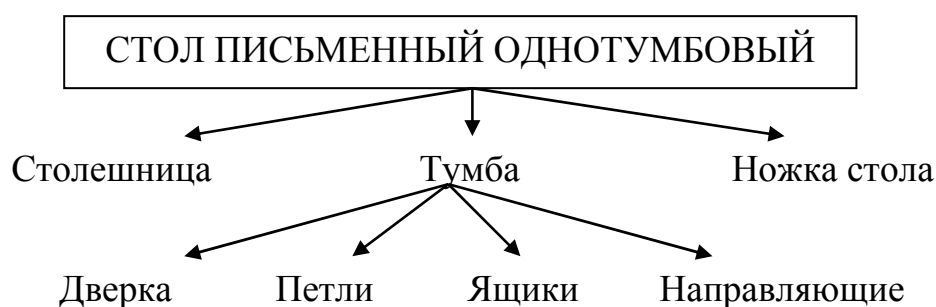 СТОЛ ПИСЬМЕННЫЙ ОДНОТУМБОВЫЙ
Столешница Тумба Ножка стола
Дверка Петли Ящики Направляющие